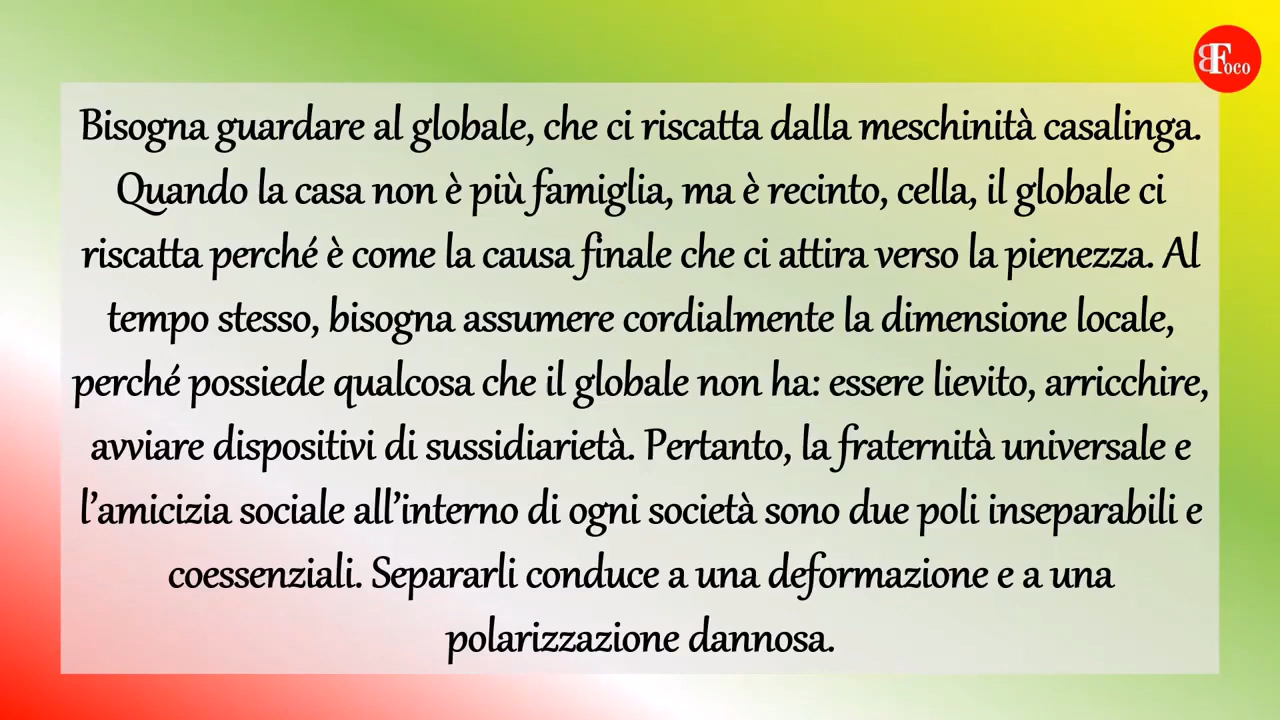 BFoco
Bisogna guardare al globale, che ci riscatta dalla meschinità casalinga.
Quando la casa non è più famiglia, ma è recinto, cella, il globale ci
riscatta perché è come la causa finale che ci attira verso la pienezza. Al
tempo stesso, bisogna assumere cordialmente la dimensione locale,
perché possiede qualcosa che il globale non ha: essere lievito, arricchire,
avviare dispositivi di sussidiarietà. Pertanto, la fraternità universale e
l’amicizia sociale all’interno di ogni società sono due poli inseparabili e
coessenziali. Separarli conduce a una deformazione e a una
polarizzazione dannosa.